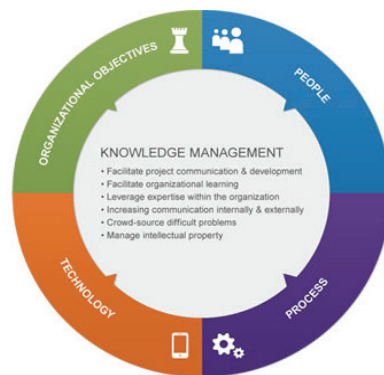 ORGANIZATIONAL OBJECTIVES
PEOPLE
KNOWLEDGE MANAGEMENT
• Facilitate project communication & development
• Facilitate organizational learning
• Leverage expertise within the organization
• Increasing communication internally & externally
• Crowd-source difficult problems
• Manage intellectual property
TECHNOLOGY
PROCESS